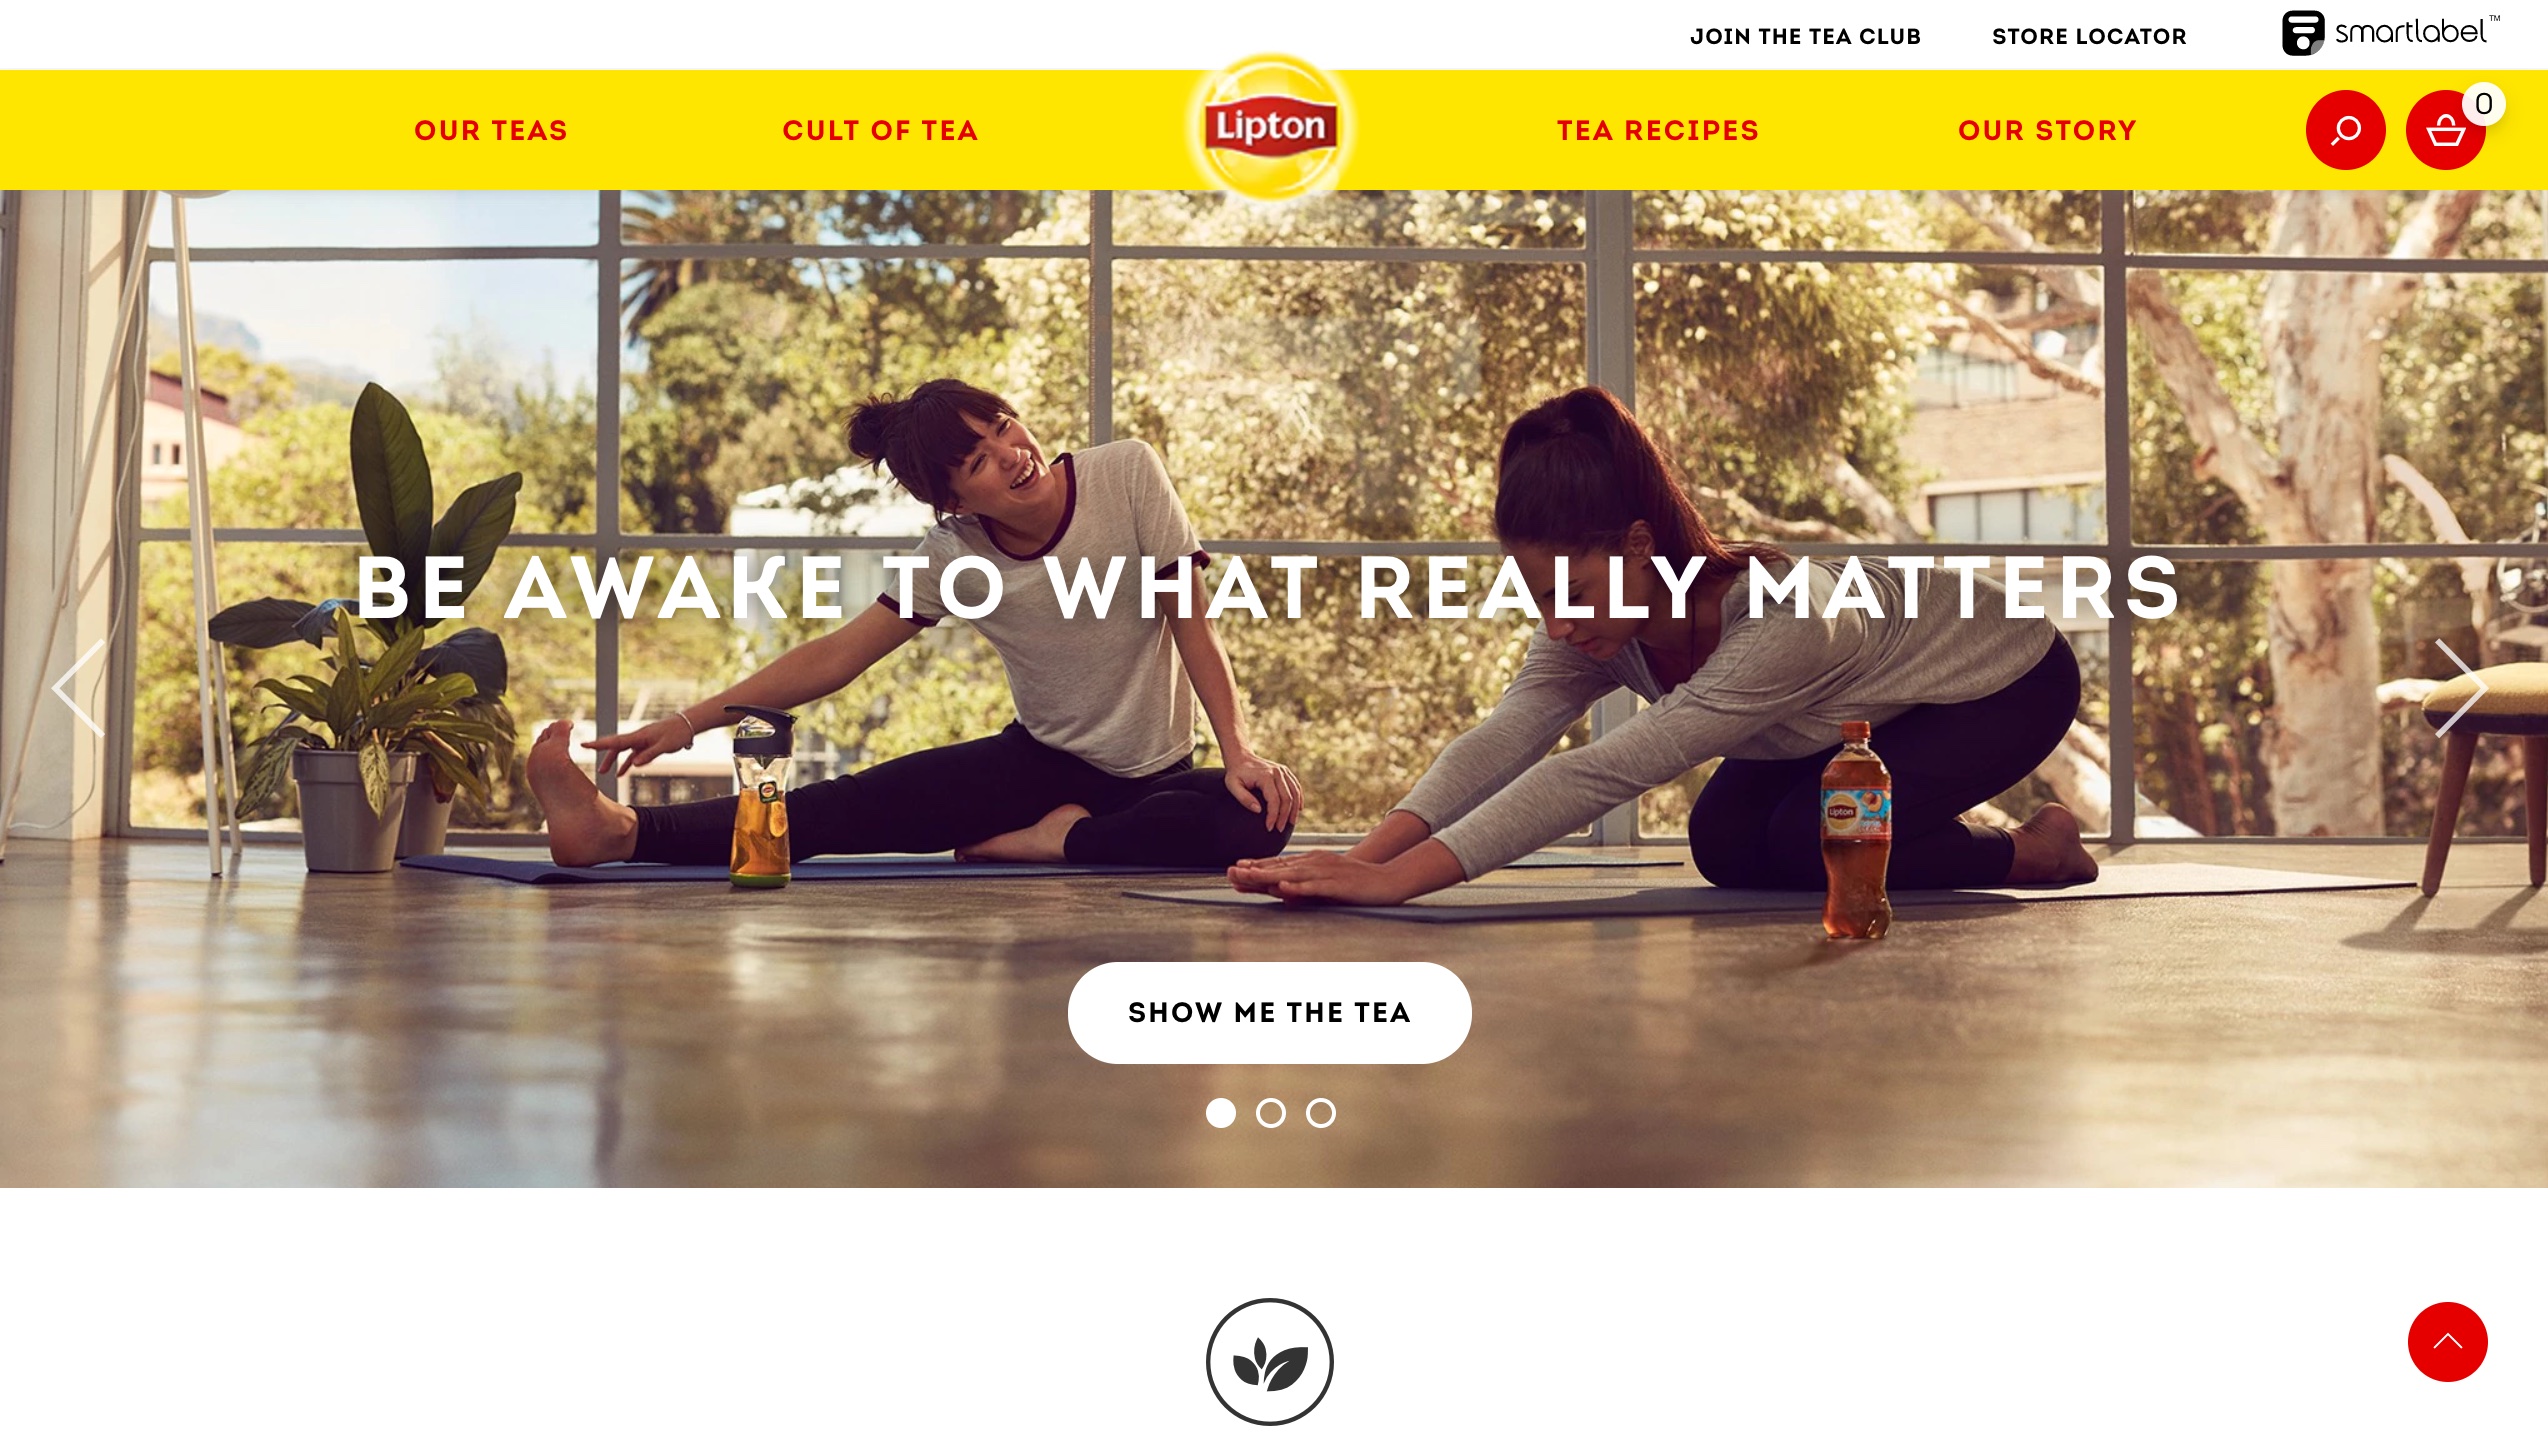 JOIN THE TEA CLUB
STORE LOCATOR
smartlabel™
OUR TEAS
CULT OF TEA
Lipton
TEA RECIPES
OUR STORY
0
BE AWAKE TO WHAT REALLY MATTERS
Lipton
SHOW ME THE TEA